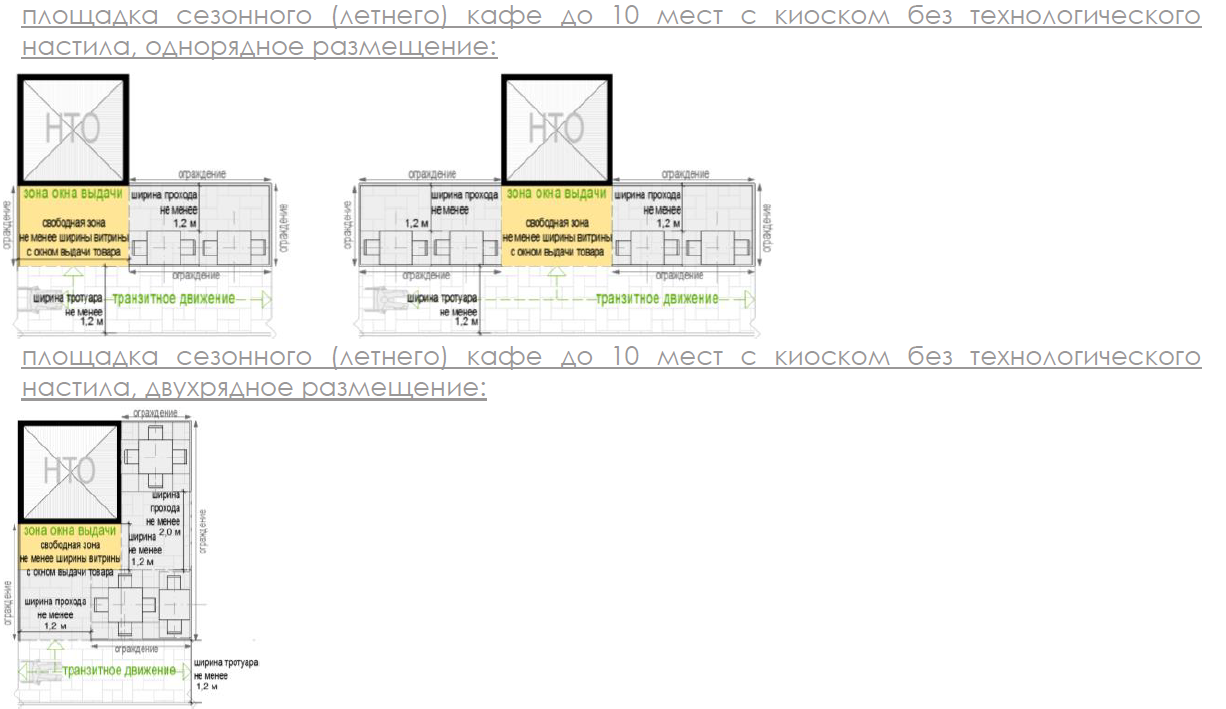 площадка сезонного (летнего) кафе до 10 мест с киоском без технологического
настила, однорядное размещение:
НТО
ограждение
зона окна выдачи
свободная зона
не менее ширины витрины
с окном выдачи товара
ширина прохода
не менее
1,2 м
ограждение
ограждение
ограждение
ширина тротуара
не менее
1,2 м
транзитное движение
НТО
ограждение
ограждение
ширина прохода
не менее
1,2 м
зона окна выдачи
свободная зона
не менее ширины витрины
с окном выдачи товара
ширина прохода
не менее
1,2 м
ограждение
ограждение
ограждение
ограждение
ширина тротуара
не менее
1,2 м
транзитное движение
площадка сезонного (летнего) кафе до 10 мест с киоском без технологического
настила, двухрядное размещение:
ограждение
НТО
ширина
прохода
не менее
2,0 м
ограждение
зона окна выдачи
свободная зона
не менее ширины витрины
с окном выдачи товара
ширина
не менее
1,2 м
ограждение
ширина прохода
не менее
1,2 м
ограждение
транзитное движение
ширина тротуара
не менее
1,2 м